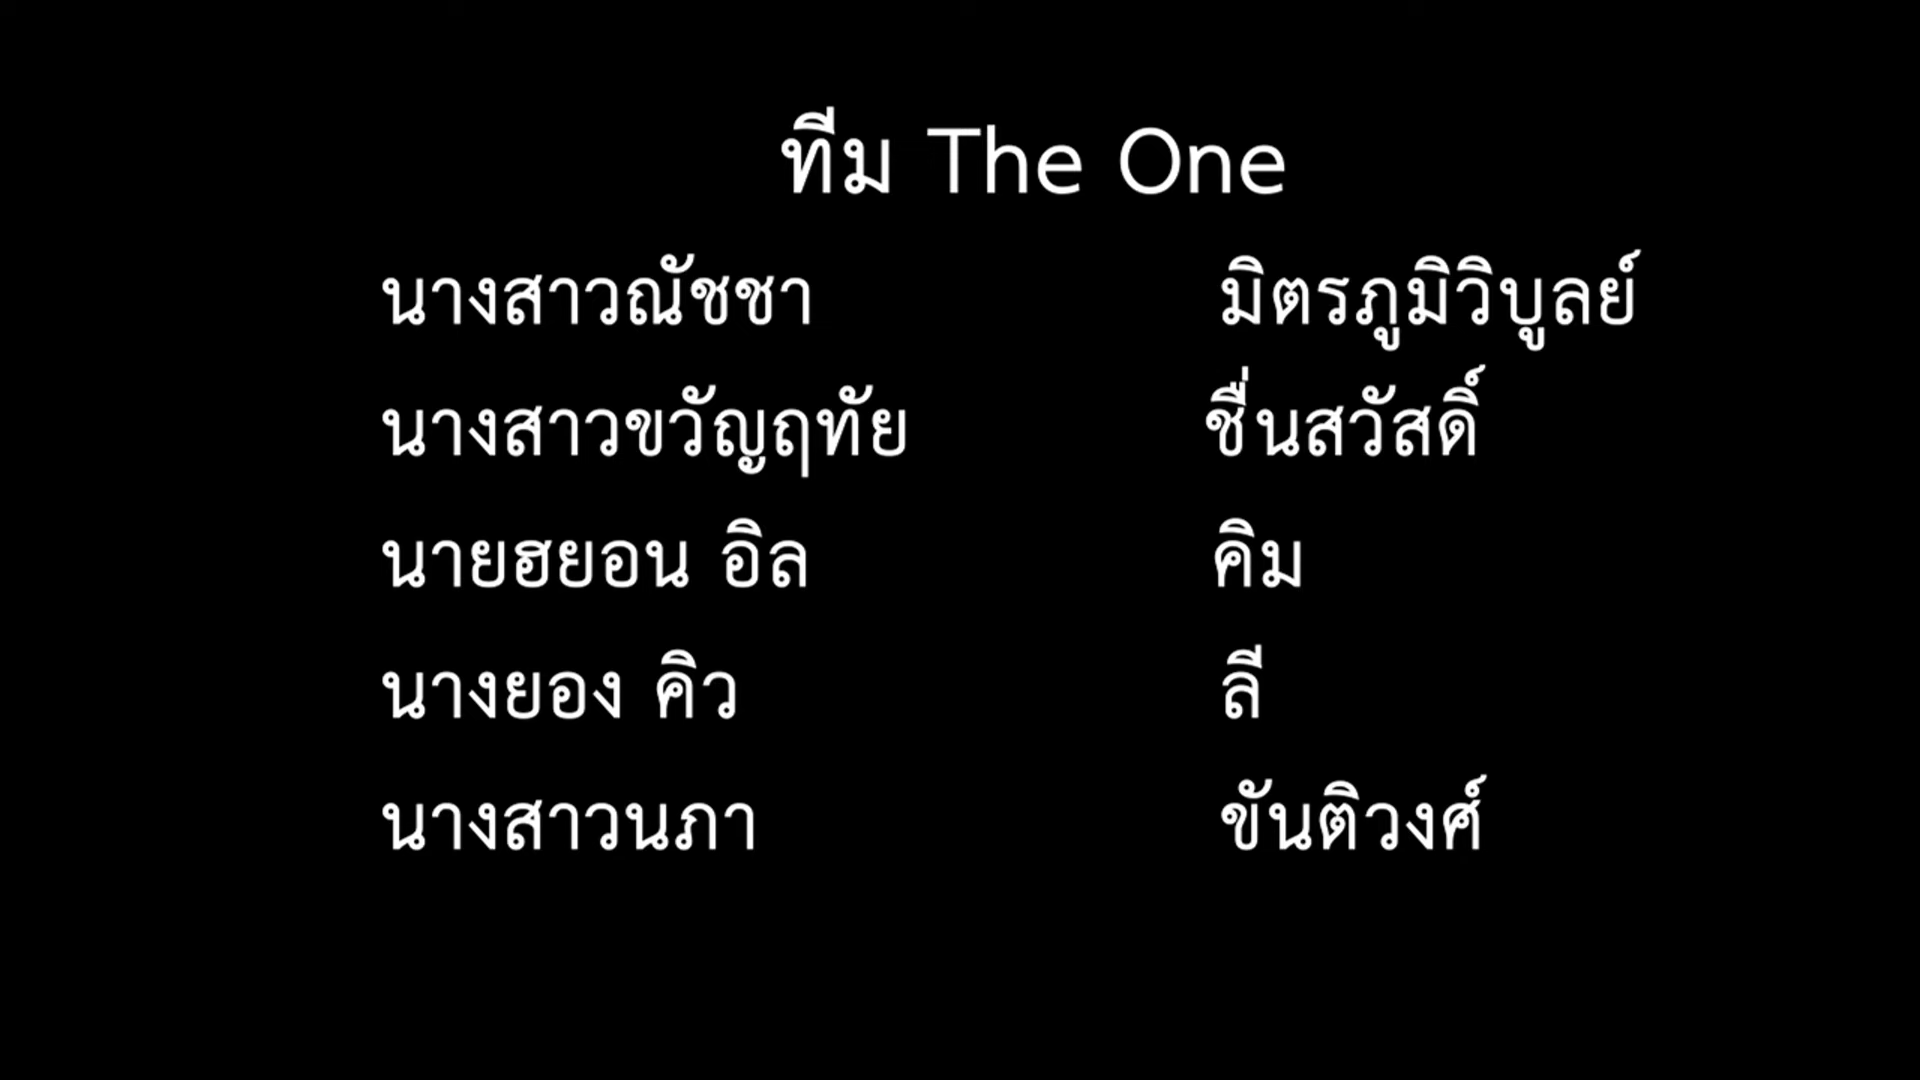 ทีม The One
นางสาวณัชชา มิตรภูมิวิบูลย์
นางสาวขวัญฤทัย ชื่นสวัสดิ์
นายฮยอน อิล คิม
นางยอง คิว ลี
นางสาวนภา ขันติวงศ์